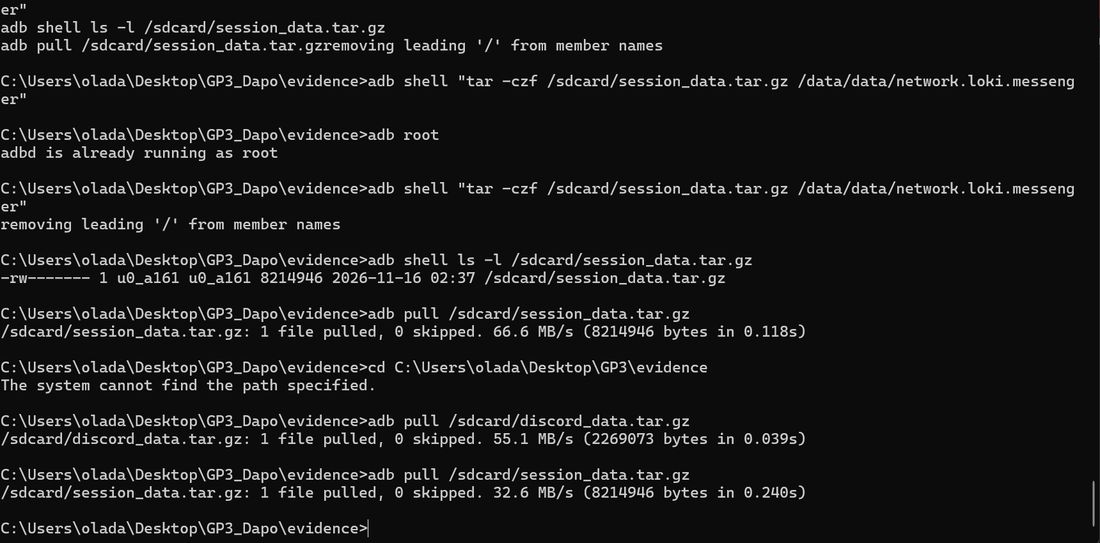 er"
adb shell ls -l /sdcard/session_data.tar.gz
adb pull /sdcard/session_data.tar.gzremoving leading '/' from member names
C:\Users\olada\Desktop\GP3_Dapo\evidence>adb shell "tar -czf /sdcard/session_data.tar.gz /data/data/network.loki.messeng
er"
C:\Users\olada\Desktop\GP3_Dapo\evidence>adb root
adbd is already running as root
C:\Users\olada\Desktop\GP3_Dapo\evidence>adb shell "tar -czf /sdcard/session_data.tar.gz /data/data/network.loki.messeng
er"
removing leading '/' from member names
C:\Users\olada\Desktop\GP3_Dapo\evidence>adb shell ls -l /sdcard/session_data.tar.gz
-rw------- 1 u0_a161 u0_a161 8214946 2026-11-16 02:37 /sdcard/session_data.tar.gz
C:\Users\olada\Desktop\GP3_Dapo\evidence>adb pull /sdcard/session_data.tar.gz
/sdcard/session_data.tar.gz: 1 file pulled, 0 skipped. 66.6 MB/s (8214946 bytes in 0.118s)
C:\Users\olada\Desktop\GP3_Dapo\evidence>cd C:\Users\olada\Desktop\GP3\evidence
The system cannot find the path specified.
C:\Users\olada\Desktop\GP3_Dapo\evidence>adb pull /sdcard/discord_data.tar.gz
/sdcard/discord_data.tar.gz: 1 file pulled, 0 skipped. 55.1 MB/s (2269073 bytes in 0.039s)
C:\Users\olada\Desktop\GP3_Dapo\evidence>adb pull /sdcard/session_data.tar.gz
/sdcard/session_data.tar.gz: 1 file pulled, 0 skipped. 32.6 MB/s (8214946 bytes in 0.240s)
C:\Users\olada\Desktop\GP3_Dapo\evidence>